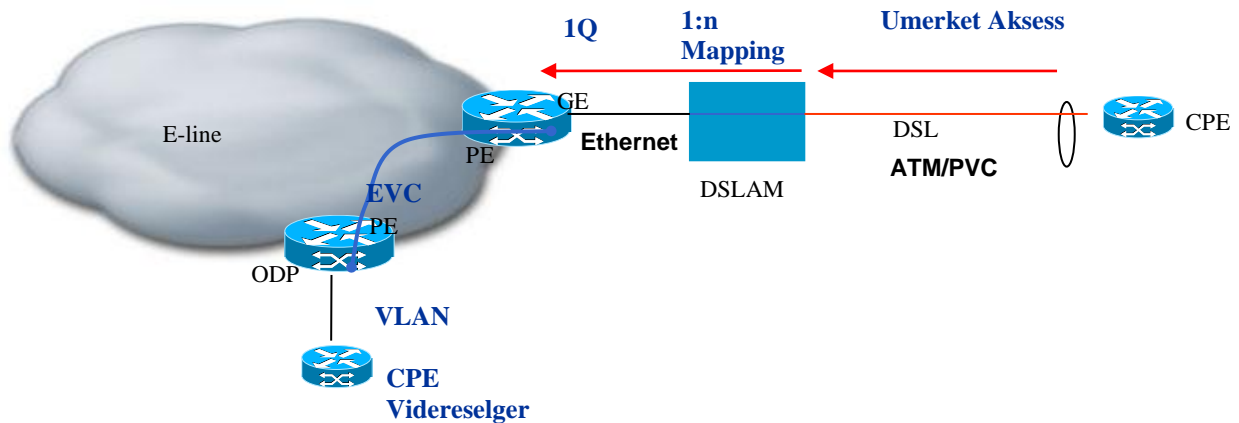 1Q
1:n
Mapping
Umerket Aksess
E-line
GE
PE
Ethernet
DSLAM
DSL
ATM/PVC
CPE
EVC
PE
ODP
VLAN
CPE
Videreselger